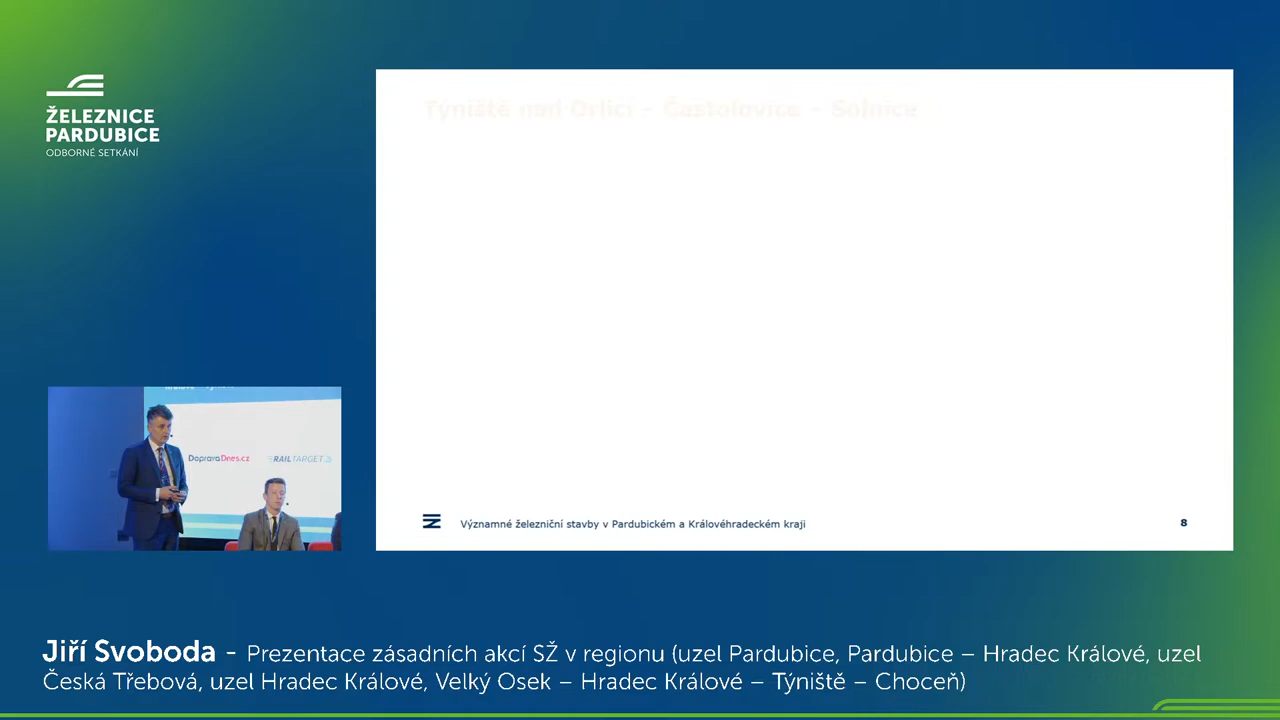 ŽELEZNICE
PARDUBICE
ODBORNÉ SETKÁNÍ
Týniště nad Orlicí – Častolovice – Solnice
DopravaDnes.cz
RAILTARGET
Významné železniční stavby v Pardubickém a Královéhradeckém kraji
8
Jiří Svoboda - Prezentace zásadních akcí SŽ v regionu (uzel Pardubice, Pardubice – Hradec Králové, uzel
Česká Třebová, uzel Hradec Králové, Velký Osek – Hradec Králové – Týniště – Choceň)